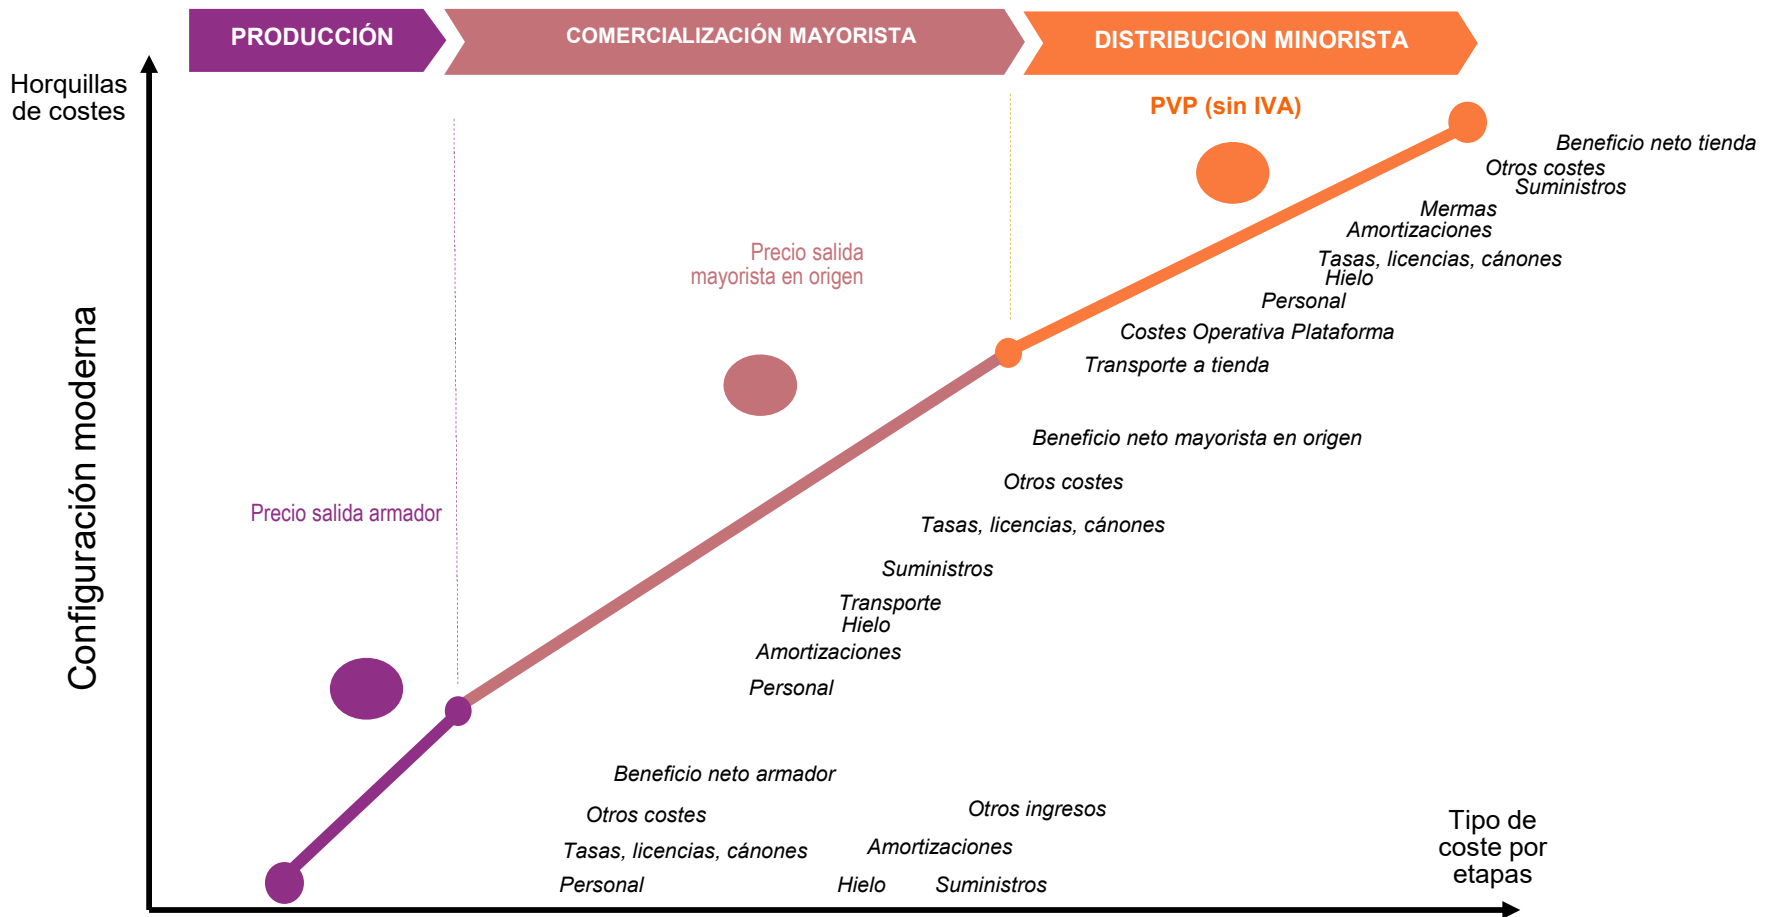 PRODUCCIÓN
COMERCIALIZACIÓN MAYORISTA
DISTRIBUCION MINORISTA
Horquillas
de costes
PVP (sin IVA)
Beneficio neto tienda
Otros costes
Suministros
Mermas
Amortizaciones
Tasas, licencias, cánones
Hielo
Personal
Costes Operativa Plataforma
Transporte a tienda
Precio salida
mayorista en origen
Beneficio neto mayorista en origen
Otros costes
Tasas, licencias, cánones
Suministros
Transporte
Hielo
Amortizaciones
Personal
Precio salida armador
Configuración moderna
Beneficio neto armador
Otros costes
Otros ingresos
Tasas, licencias, cánones
Amortizaciones
Personal
Hielo
Suministros
Tipo de
coste por
etapas